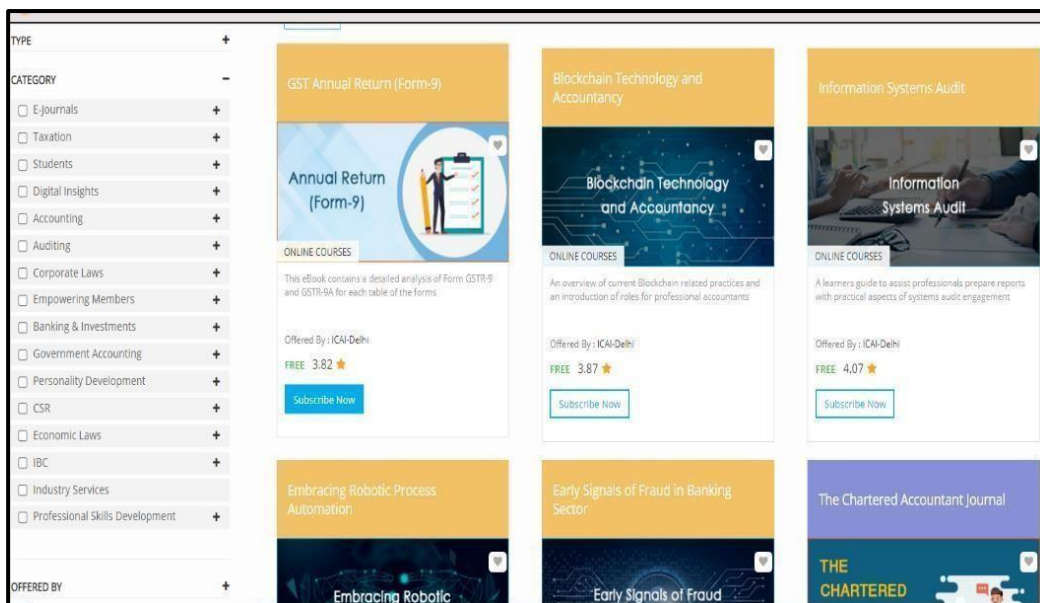 TYPE +
CATEGORY -
E-Journals +
Taxation +
Students +
Digital Insights +
Accounting +
Auditing +
Corporate Laws +
Empowering Members +
Banking & Investments +
Government Accounting +
Personality Development +
CSR +
Economic Laws +
IBC +
Industry Services
Professional Skills Development +
OFFERED BY +
GST Annual Return (Form-9)
Annual Return
(Form-9)
ONLINE COURSES
This eBook contains a detailed analysis of Form GSTR-9
and GSTR-9A for each table of the forms
Offered By : ICAI-Delhi
FREE 3.82
Subscribe Now
Blockchain Technology and
Accountancy
Blockchain Technology
and Accountancy
ONLINE COURSES
An overview of current Blockchain related practices and
an introduction of roles for professional accountants
Offered By : ICAI-Delhi
FREE 3.87
Subscribe Now
Information Systems Audit
Information
Systems Audit
ONLINE COURSES
A learners guide to assist professionals prepare reports
with practical aspects of systems audit engagement
Offered By : ICAI-Delhi
FREE 4.07
Subscribe Now
Embracing Robotic Process
Automation
Embracing Robotic
Early Signals of Fraud in Banking
Sector
Early Signals of Fraud
The Chartered Accountant Journal
THE
CHARTERED